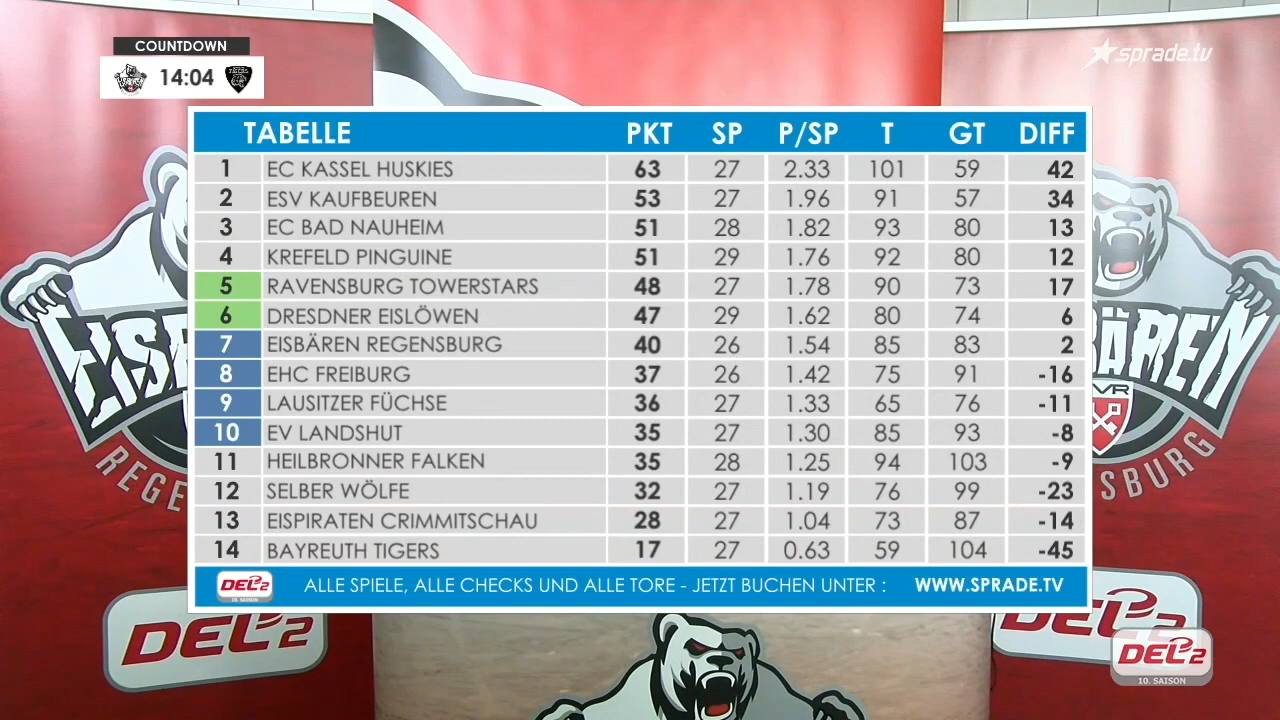 COUNTDOWN
14:04
sprade.tv
TABELLE PKT SP P/SP T GT DIFF
1 EC KASSEL HUSKIES 63 27 2.33 101 59 42
2 ESV KAUFBEUREN 53 27 1.96 91 57 34
3 EC BAD NAUHEIM 51 28 1.82 93 80 13
4 KREFELD PINGUINE 51 29 1.76 92 80 12
5 RAVENSBURG TOWERSTARS 48 27 1.78 90 73 17
6 DRESDNER EISLÖWEN 47 29 1.62 80 74 6
7 EISBÄREN REGENSBURG 40 26 1.54 85 83 2
8 EHC FREIBURG 37 26 1.42 75 91 -16
9 LAUSITZER FÜCHSE 36 27 1.33 65 76 -11
10 EV LANDSHUT 35 27 1.30 85 93 -8
11 HEILBRONNER FALKEN 35 28 1.25 94 103 -9
12 SELBER WÖLFE 32 27 1.19 76 99 -23
13 EISPIRATEN CRIMMITSCHAU 28 27 1.04 73 87 -14
14 BAYREUTH TIGERS 17 27 0.63 59 104 -45
DEL2 10. SAISON ALLE SPIELE, ALLE CHECKS UND ALLE TORE - JETZT BUCHEN UNTER : WWW.SPRADE.TV
EISB
REGE
BÄREN
VR
SBURG
DEL2
DEL2
DEL2
10. SAISON